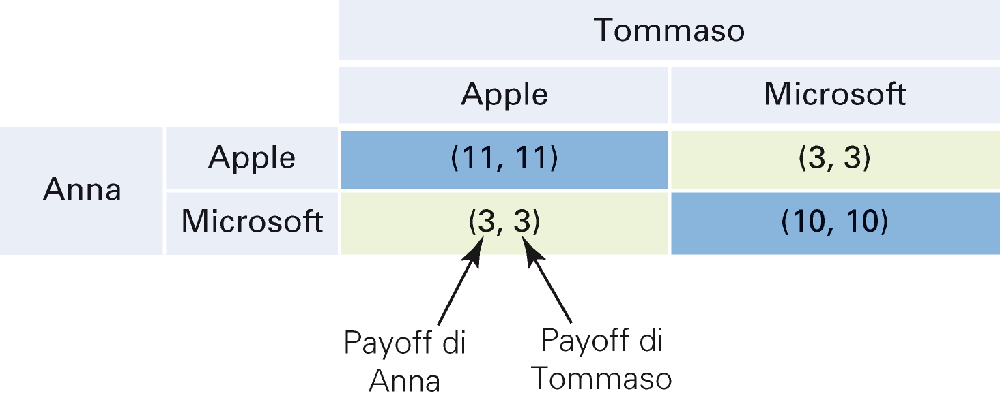 Tommaso
Apple Microsoft
Apple (11, 11) (3, 3)
Anna
Microsoft (3, 3) (10, 10)
Payoff di Payoff di
Anna Tommaso